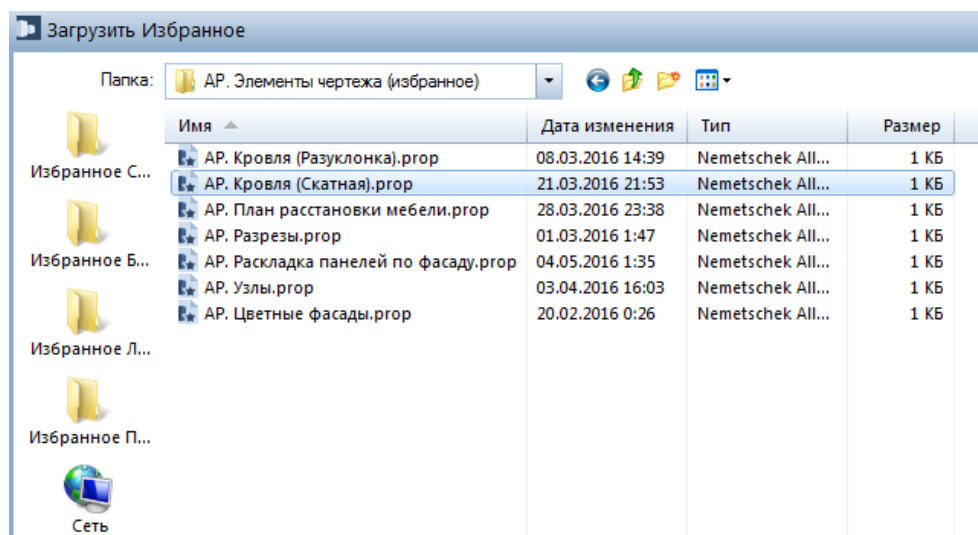 Загрузить Избранное
Папка: АР. Элементы чертежа (избранное)
Имя Дата изменения Тип Размер
АР. Кровля (Разуклонка).prop 08.03.2016 14:39 Nemetschek All... 1 КБ
АР. Кровля (Скатная).prop 21.03.2016 21:53 Nemetschek All... 1 КБ
АР. План расстановки мебели.prop 28.03.2016 23:38 Nemetschek All... 1 КБ
АР. Разрезы.prop 01.03.2016 1:47 Nemetschek All... 1 КБ
АР. Раскладка панелей по фасаду.prop 04.05.2016 1:35 Nemetschek All... 1 КБ
АР. Узлы.prop 03.04.2016 16:03 Nemetschek All... 1 КБ
АР. Цветные фасады.prop 20.02.2016 0:26 Nemetschek All... 1 КБ
Избранное С...
Избранное Б...
Избранное Л...
Избранное П...
Сеть